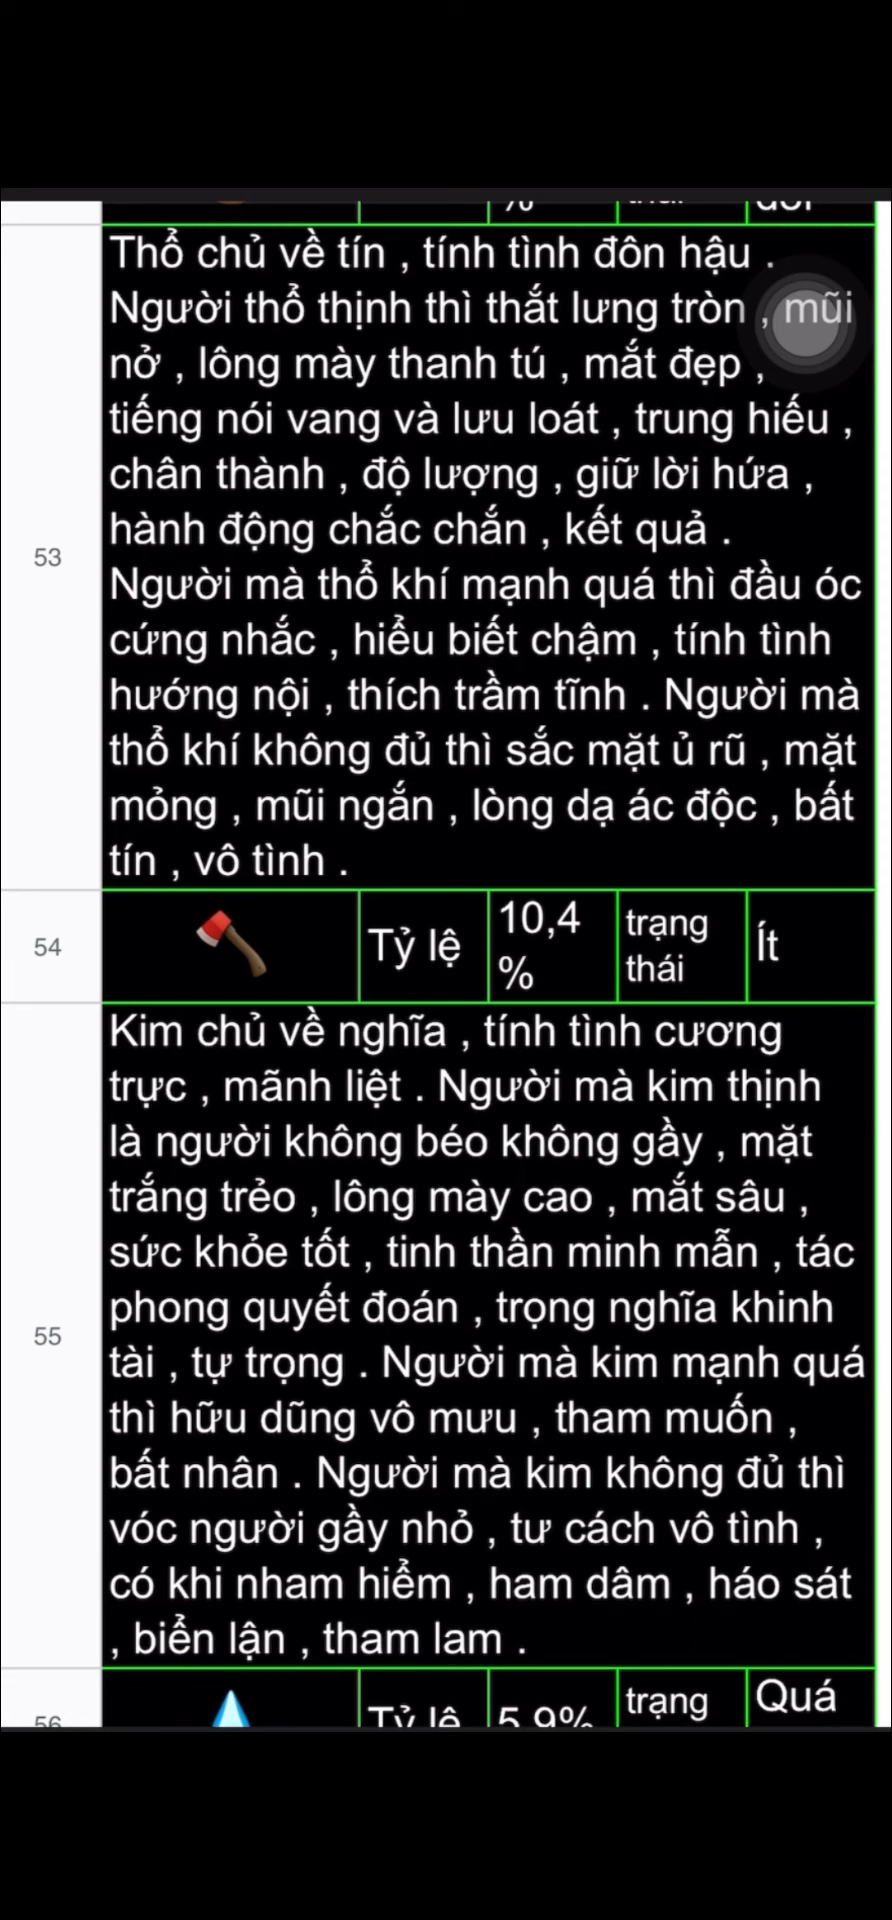 Thổ chủ về tín , tính tình đôn hậu .
Người thổ thịnh thì thắt lưng tròn , mũi
nở , lông mày thanh tú , mắt đẹp ,
tiếng nói vang và lưu loát , trung hiếu ,
chân thành , độ lượng , giữ lời hứa ,
hành động chắc chắn , kết quả .
Người mà thổ khí mạnh quá thì đầu óc
cứng nhắc , hiểu biết chậm , tính tình
hướng nội , thích trầm tĩnh . Người mà
thổ khí không đủ thì sắc mặt ủ rũ , mặt
mỏng , mũi ngắn , lòng dạ ác độc , bất
tín , vô tình .
53
54
Tỷ lệ
10,4
%
trạng
thái
Ít
Kim chủ về nghĩa , tính tình cương
trực , mãnh liệt . Người mà kim thịnh
là người không béo không gầy , mặt
trắng trẻo , lông mày cao , mắt sâu ,
sức khỏe tốt , tinh thần minh mẫn , tác
phong quyết đoán , trọng nghĩa khinh
tài , tự trọng . Người mà kim mạnh quá
thì hữu dũng vô mưu , tham muốn ,
bất nhân . Người mà kim không đủ thì
vóc người gầy nhỏ , tư cách vô tình ,
có khi nham hiểm , ham dâm , háo sát
, biển lận , tham lam .
55
56
Tỷ lệ
5,9%
trạng
Quá